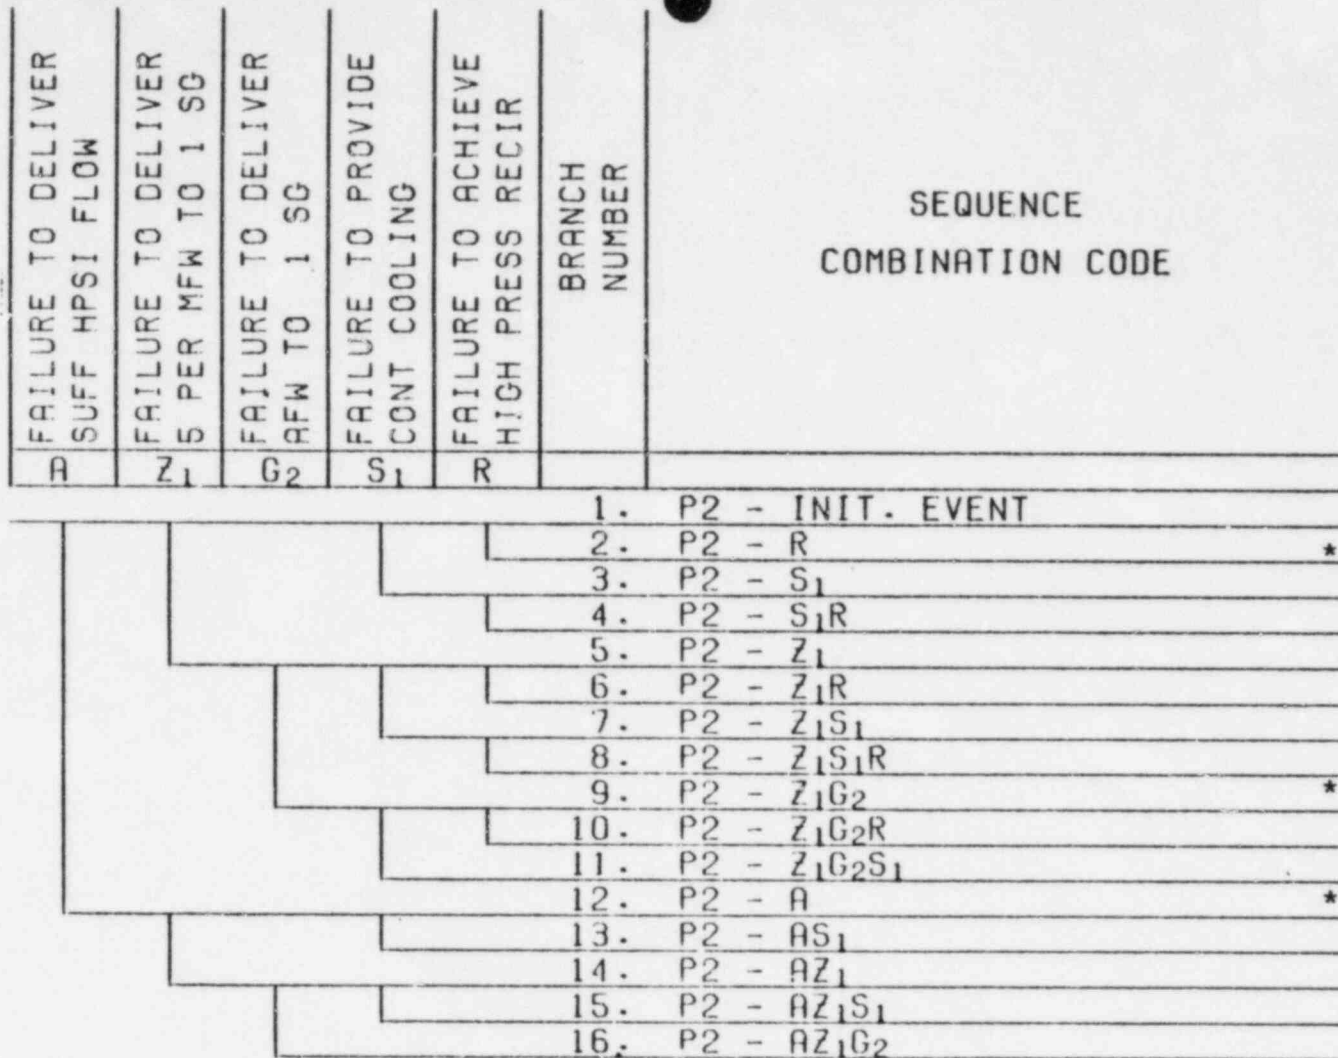 FAILURE TO DELIVER
SUFF HPSI FLOW
FAILURE TO DELIVER
5 PER MFW TO 1 SG
FAILURE TO DELIVER
AFW TO 1 SG
FAILURE TO PROVIDE
CONT COOLING
FAILURE TO ACHIEVE
HIGH PRESS RECIR
BRANCH
NUMBER
SEQUENCE
COMBINATION CODE
A Z1 G2 S1 R
1. P2 - INIT. EVENT
2. P2 - R *
3. P2 - S1
4. P2 - S1R
5. P2 - Z1
6. P2 - Z1R
7. P2 - Z1S1
8. P2 - Z1S1R
9. P2 - Z1G2 *
10. P2 - Z1G2R
11. P2 - Z1G2S1
12. P2 - A *
13. P2 - AS1
14. P2 - AZ1
15. P2 - AZ1S1
16. P2 - AZ1G2